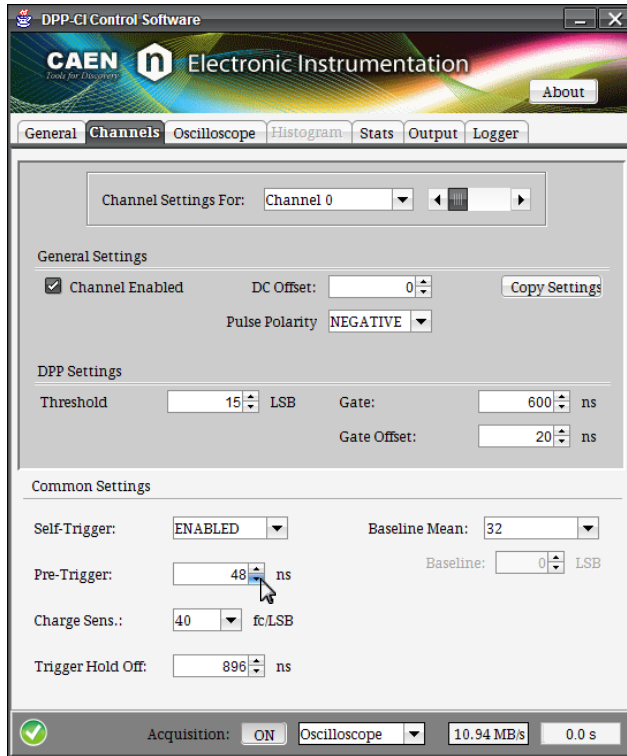 DPP-CI Control Software
CAEN n Electronic Instrumentation
Tools for Discovery
About
General Channels Oscilloscope Histogram Stats Output Logger
Channel Settings For: Channel 0
General Settings
Channel Enabled DC Offset: 0 Copy Settings
Pulse Polarity NEGATIVE
DPP Settings
Threshold 15 LSB Gate: 600 ns
Gate Offset: 20 ns
Common Settings
Self-Trigger: ENABLED Baseline Mean: 32
Baseline: 0 LSB
Pre-Trigger: 48 ns
Charge Sens.: 40 fc/LSB
Trigger Hold Off: 896 ns
Acquisition: ON Oscilloscope 10.94 MB/s 0.0 s